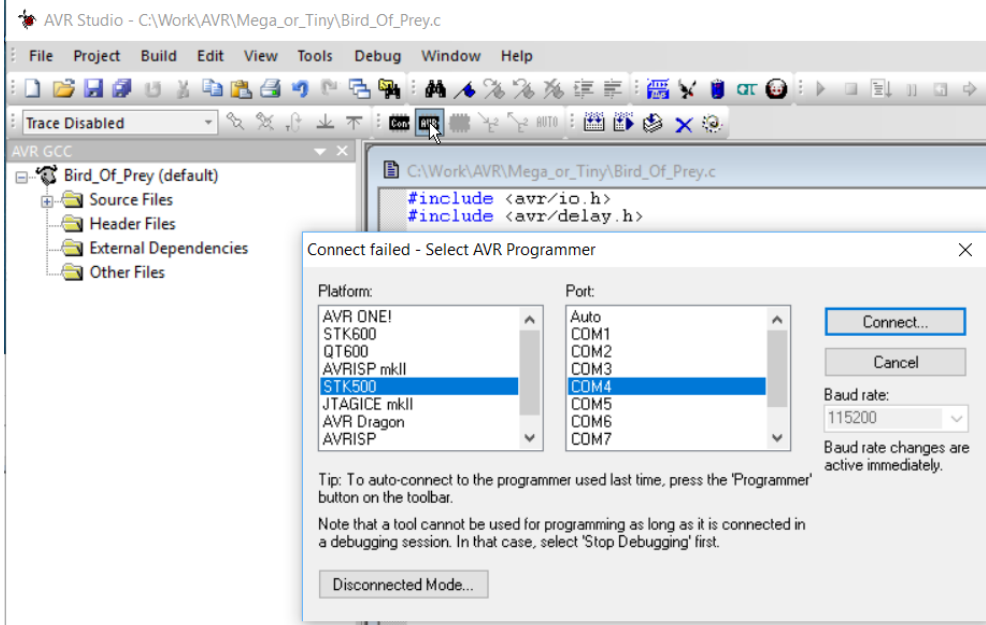 AVR Studio - C:\Work\AVR\Mega_or_Tiny\Bird_Of_Prey.c
File Project Build Edit View Tools Debug Window Help
Trace Disabled
Con
AVR
AUTO
AVR GCC
Bird_Of_Prey (default)
Source Files
Header Files
External Dependencies
Other Files
C:\Work\AVR\Mega_or_Tiny\Bird_Of_Prey.c
#include <avr/io.h>
#include <avr/delay.h>
Connect failed - Select AVR Programmer
Platform:
AVR ONE!
STK600
QT600
AVRISP mkII
STK500
JTAGICE mkII
AVR Dragon
AVRISP
Port:
Auto
COM1
COM2
COM3
COM4
COM5
COM6
COM7
Connect...
Cancel
Baud rate:
115200
Baud rate changes are
active immediately.
Tip: To auto-connect to the programmer used last time, press the 'Programmer'
button on the toolbar.
Note that a tool cannot be used for programming as long as it is connected in
a debugging session. In that case, select 'Stop Debugging' first.
Disconnected Mode...